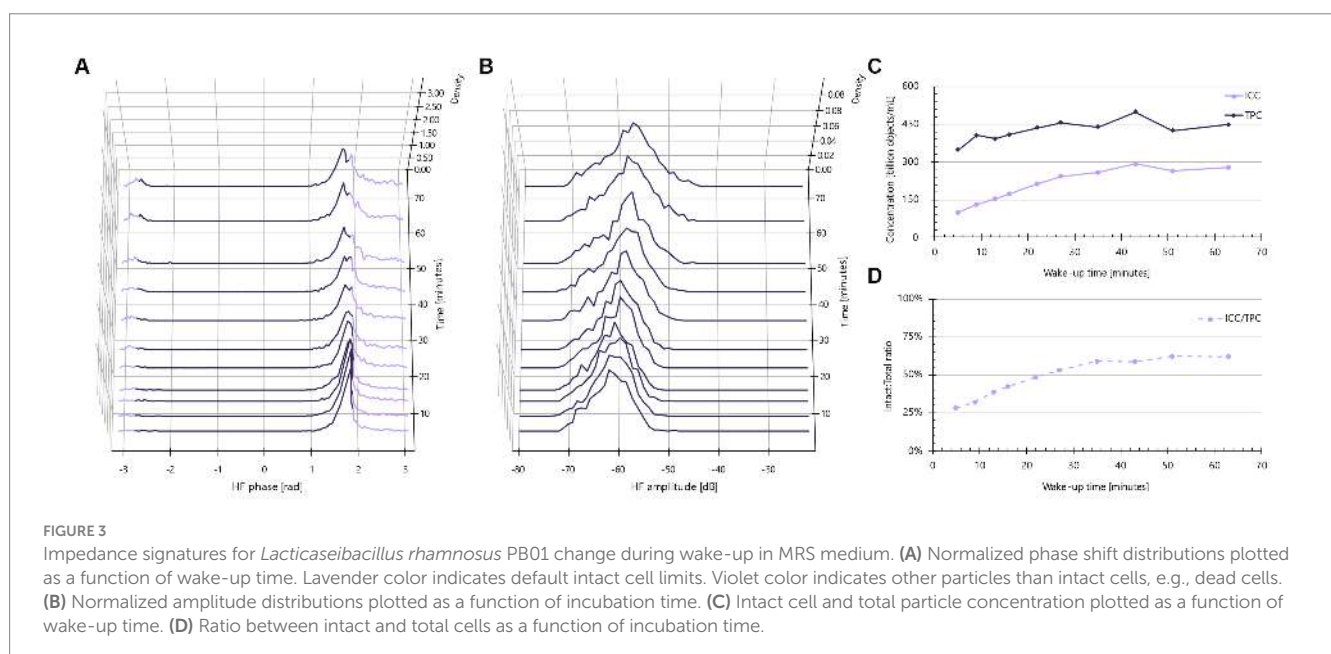 A
B
C
D
Density
3.00
2.50
2.00
1.50
1.00
0.50
0.00
70
60
50
40
30
20
10
Time [minutes]
-3
-2
-1
0
1
2
3
HF phase [rad]
Density
0.08
0.08
0.06
0.04
0.02
0.00
70
60
50
40
30
20
10
Time [minutes]
-80
-70
-60
-50
-40
-30
HF amplitude [dB]
Concentration [billion objects/mL]
600
450
300
150
0
ICC
TPC
0 10 20 30 40 50 60 70
Wake-up time [minutes]
Intact:Total ratio
100%
75%
50%
25%
0%
ICC/TPC
0 10 20 30 40 50 60 70
Wake-up time [minutes]
FIGURE 3
Impedance signatures for Lacticaseibacillus rhamnosus PB01 change during wake-up in MRS medium. (A) Normalized phase shift distributions plotted
as a function of wake-up time. Lavender color indicates default intact cell limits. Violet color indicates other particles than intact cells, e.g., dead cells.
(B) Normalized amplitude distributions plotted as a function of incubation time. (C) Intact cell and total particle concentration plotted as a function of
wake-up time. (D) Ratio between intact and total cells as a function of incubation time.